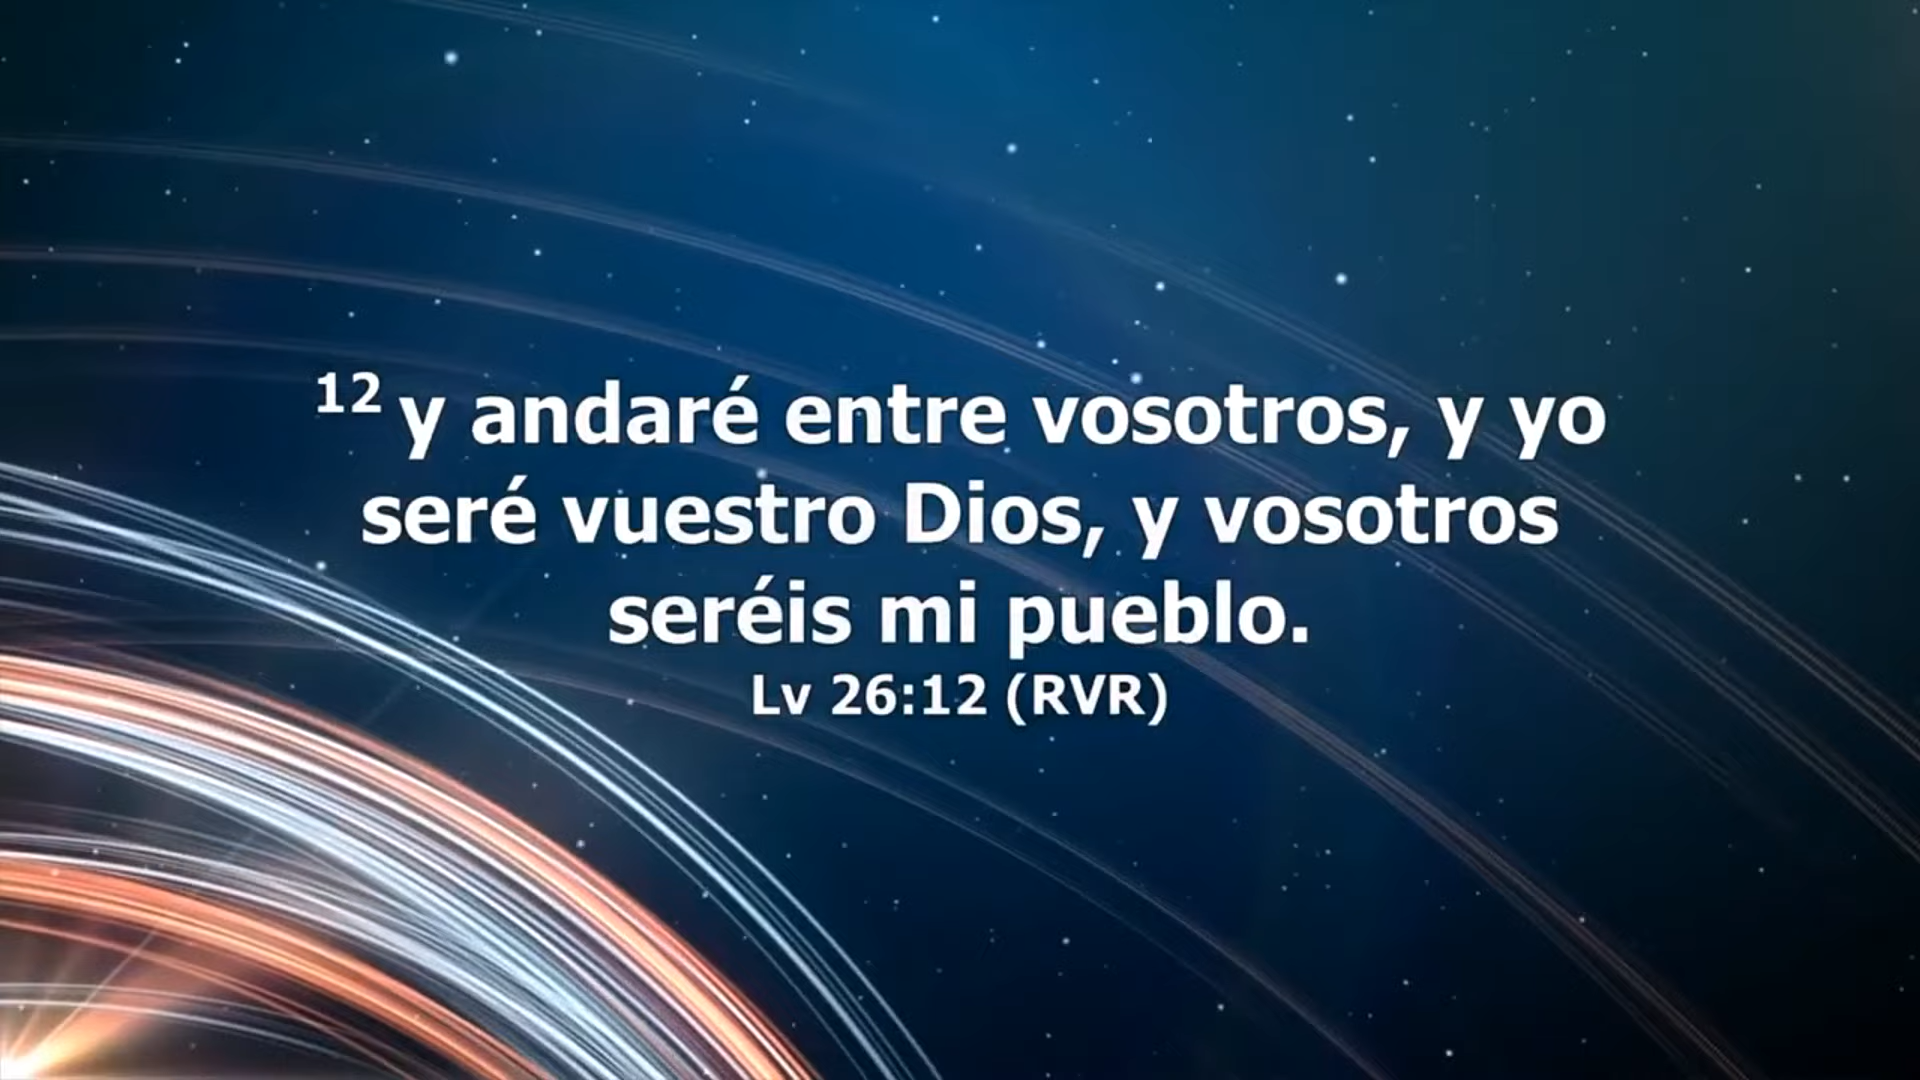 12 y andaré entre vosotros, y yo
seré vuestro Dios, y vosotros
seréis mi pueblo.
Lv 26:12 (RVR)